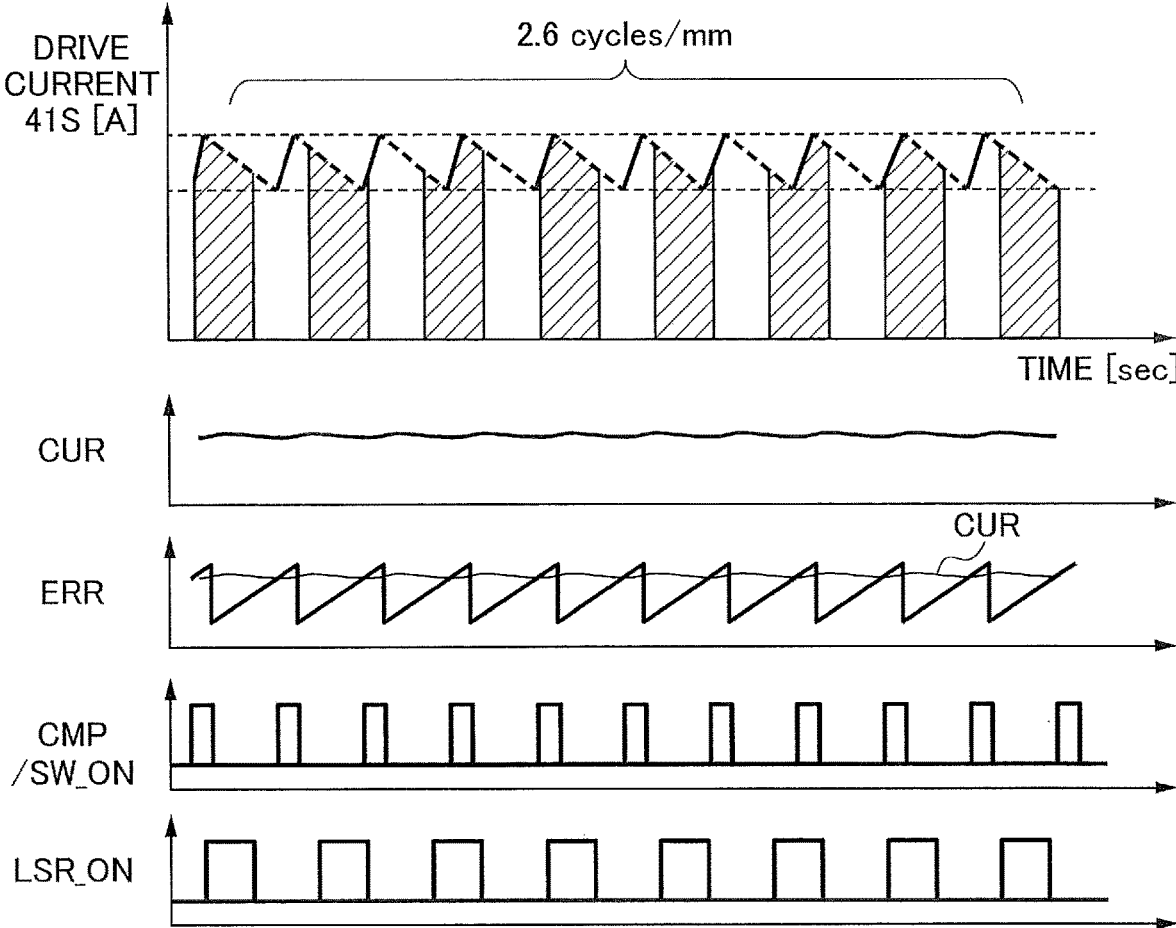 2.6 cycles/mm
DRIVE
CURRENT
41S [A]
TIME [sec]
CUR
CUR
ERR
CMP
/SW_ON
LSR_ON